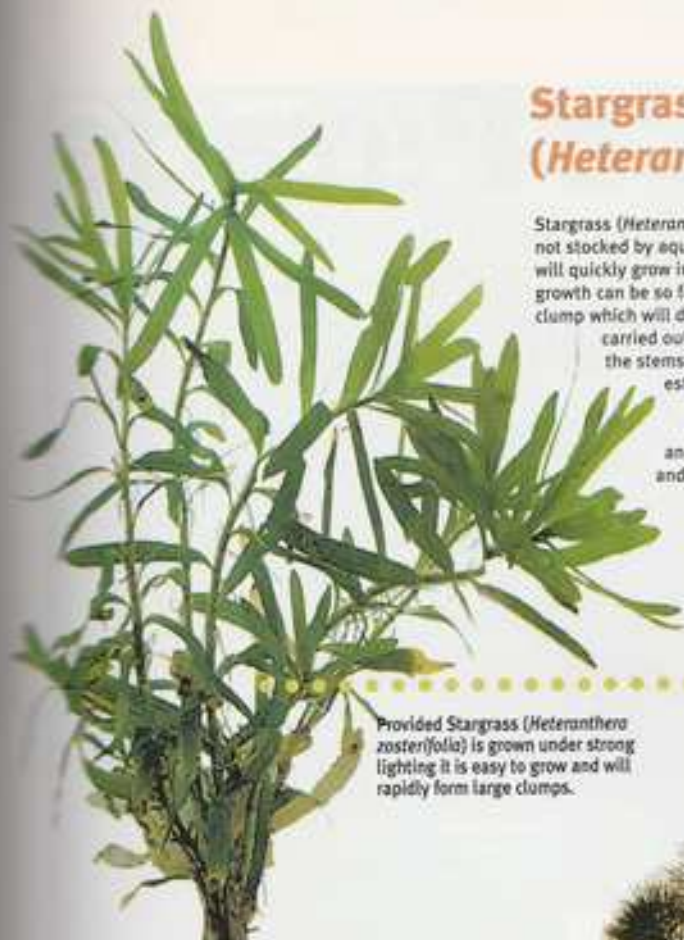 Stargras
(Heteran
Stargrass (Heteran
not stocked by aqu
will quickly grow i
growth can be so f
clump which will d
carried out
the stems
est
an
and
Provided Stargrass (Heteranthera
zosterifolia) is grown under strong
lighting it is easy to grow and will
rapidly form large clumps.